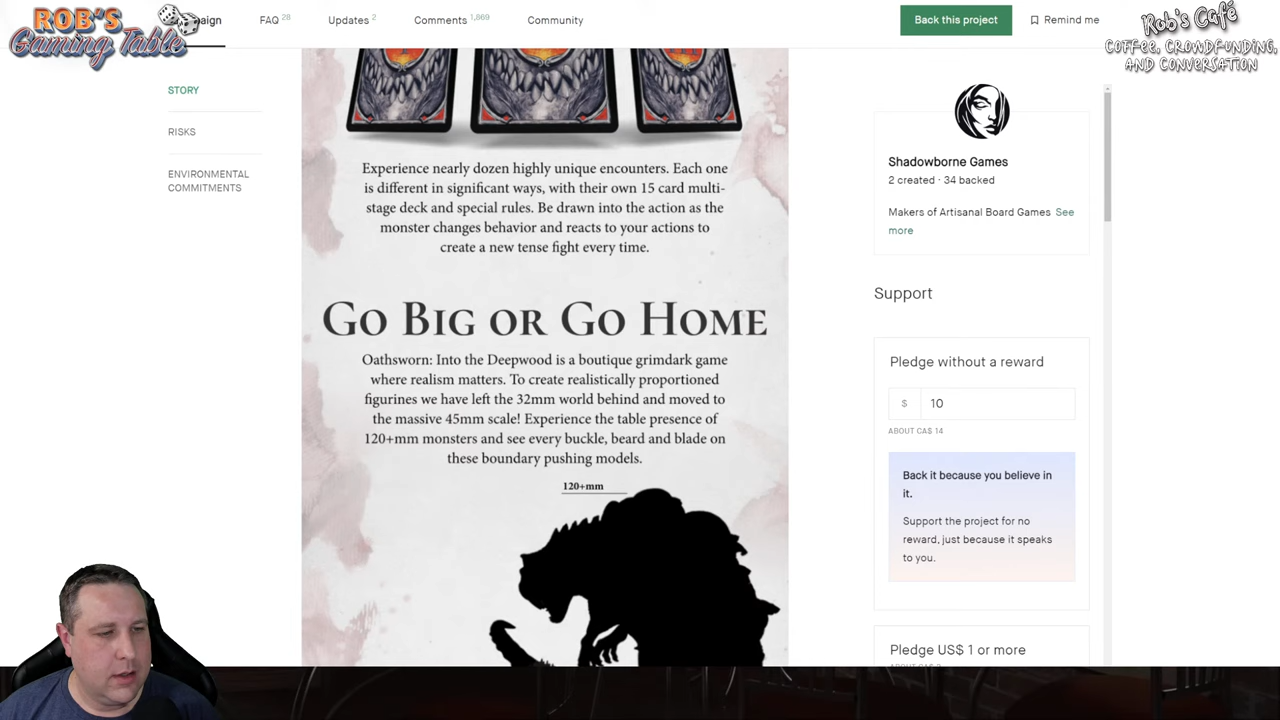 ROB'S
Gaming Table
paign
FAQ 28
Updates 2
Comments 1,869
Community
Back this project
Remind me
Rob's Café
COFFEE, CROWDFUNDING,
AND CONVERSATION
STORY
RISKS
ENVIRONMENTAL
COMMITMENTS
Experience nearly dozen highly unique encounters. Each one
is different in significant ways, with their own 15 card multi-
stage deck and special rules. Be drawn into the action as the
monster changes behavior and reacts to your actions to
create a new tense fight every time.
GO BIG OR GO HOME
Oathsworn: Into the Deepwood is a boutique grimdark game
where realism matters. To create realistically proportioned
figurines we have left the 32mm world behind and moved to
the massive 45mm scale! Experience the table presence of
120+mm monsters and see every buckle, beard and blade on
these boundary pushing models.
120+mm
Shadowborne Games
2 created · 34 backed
Makers of Artisanal Board Games See
more
Support
Pledge without a reward
$ 10
ABOUT CA$ 14
Back it because you believe in
it.
Support the project for no
reward, just because it speaks
to you.
Pledge US$ 1 or more